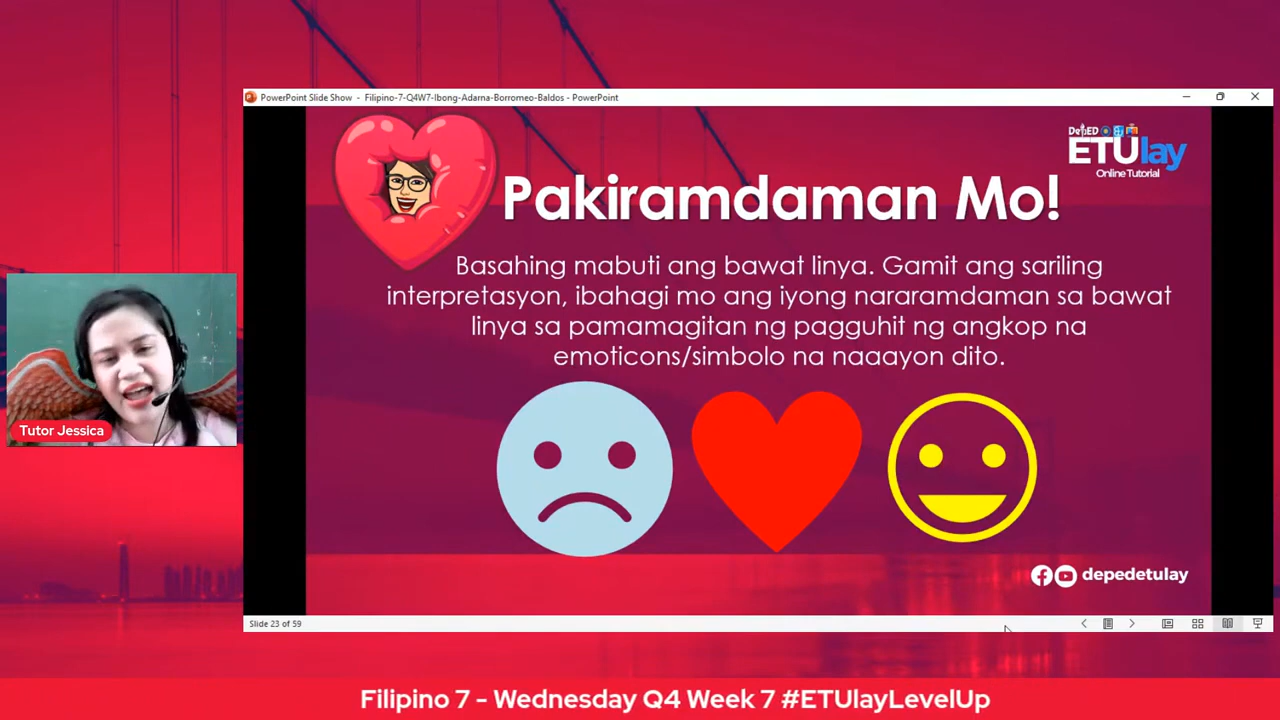 PowerPoint Slide Show - Filipino-7-Q4W7-Ibong-Adarna-Borromeo-Baldos - PowerPoint
DepED
ETUlay
Online Tutorial
Pakiramdaman Mo!
Basahing mabuti ang bawat linya. Gamit ang sariling
interpretasyon, ibahagi mo ang iyong nararamdaman sa bawat
linya sa pamamagitan ng pagguhit ng angkop na
emoticons/simbolo na naaayon dito.
Tutor Jessica
depedetulay
Slide 23 of 59
Filipino 7 - Wednesday Q4 Week 7 #ETUlayLevelUp